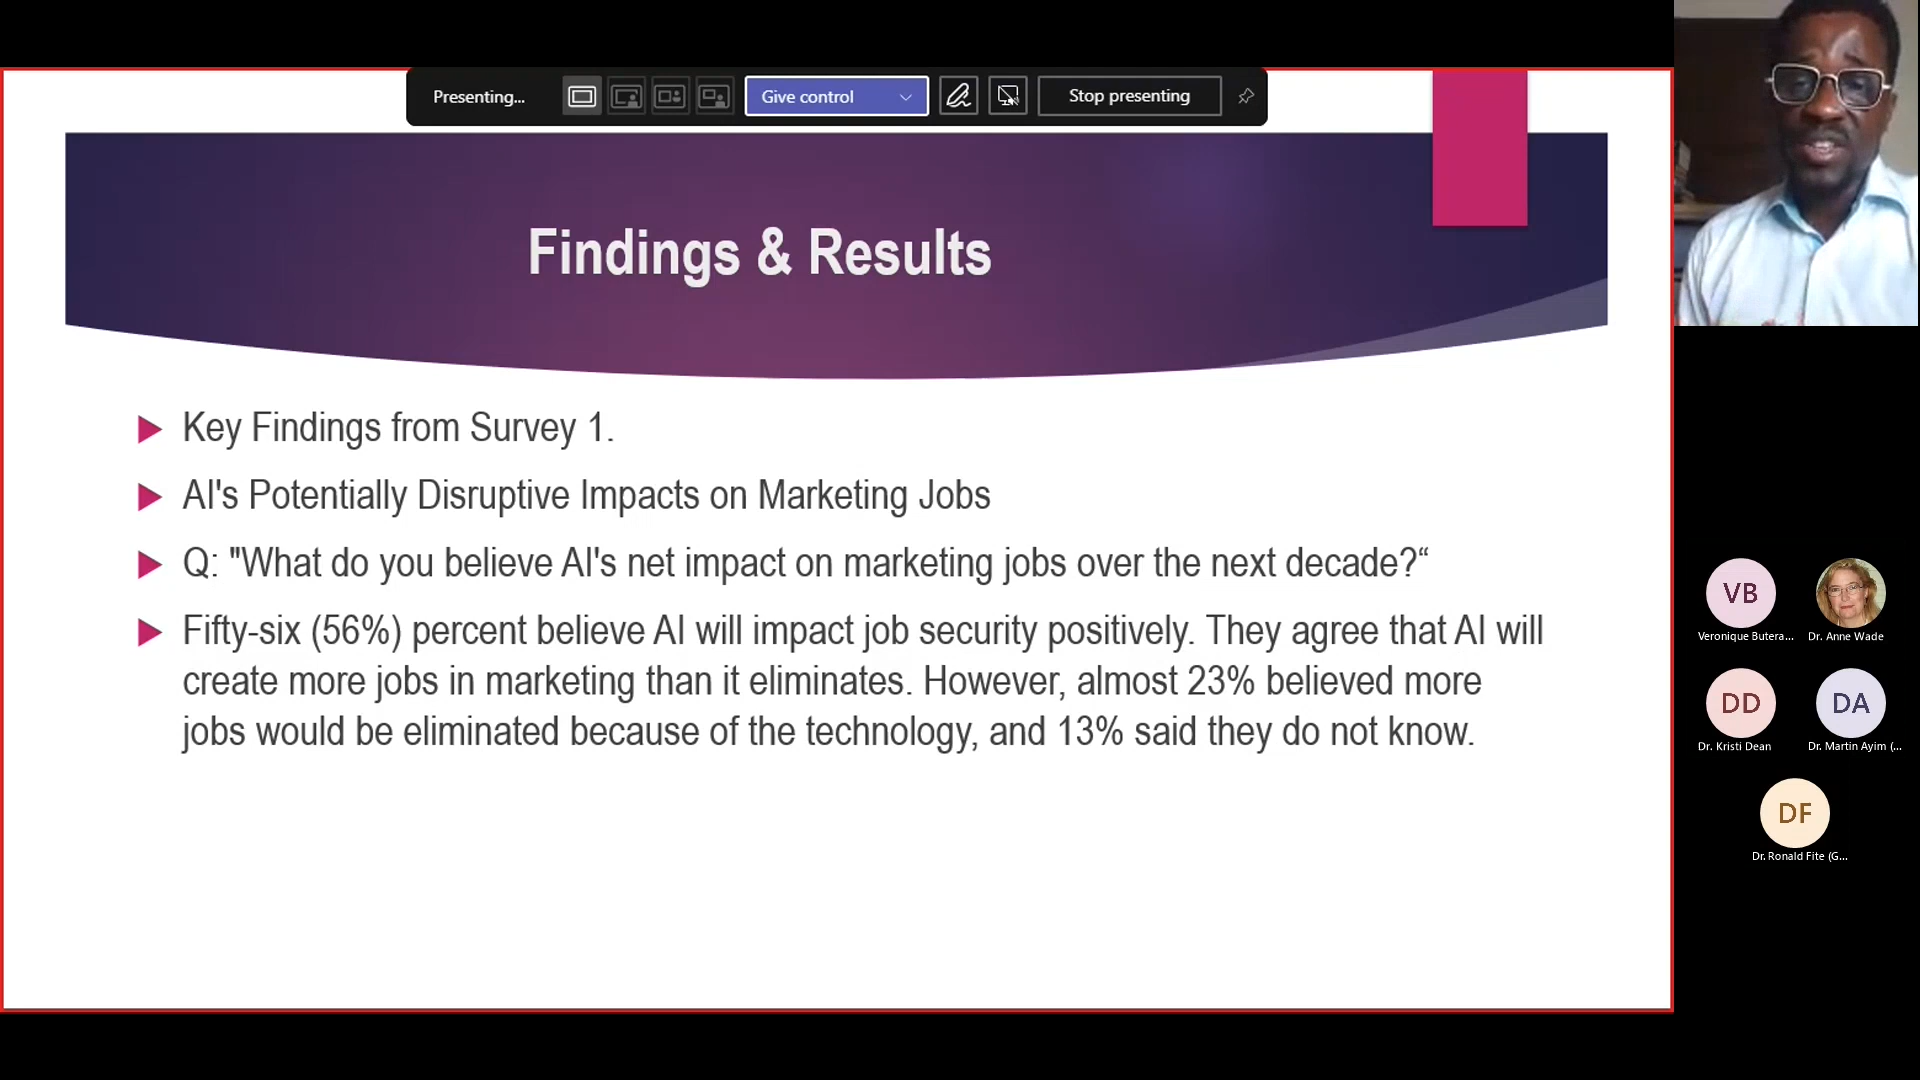 Presenting...
Give control
Stop presenting
Findings & Results
Key Findings from Survey 1.
AI's Potentially Disruptive Impacts on Marketing Jobs
Q: "What do you believe AI's net impact on marketing jobs over the next decade?“
Fifty-six (56%) percent believe AI will impact job security positively. They agree that AI will
create more jobs in marketing than it eliminates. However, almost 23% believed more
jobs would be eliminated because of the technology, and 13% said they do not know.
VB
Veronique Butera...
Dr. Anne Wade
DD
Dr. Kristi Dean
DA
Dr. Martin Ayim (...
DF
Dr. Ronald Fite (G...